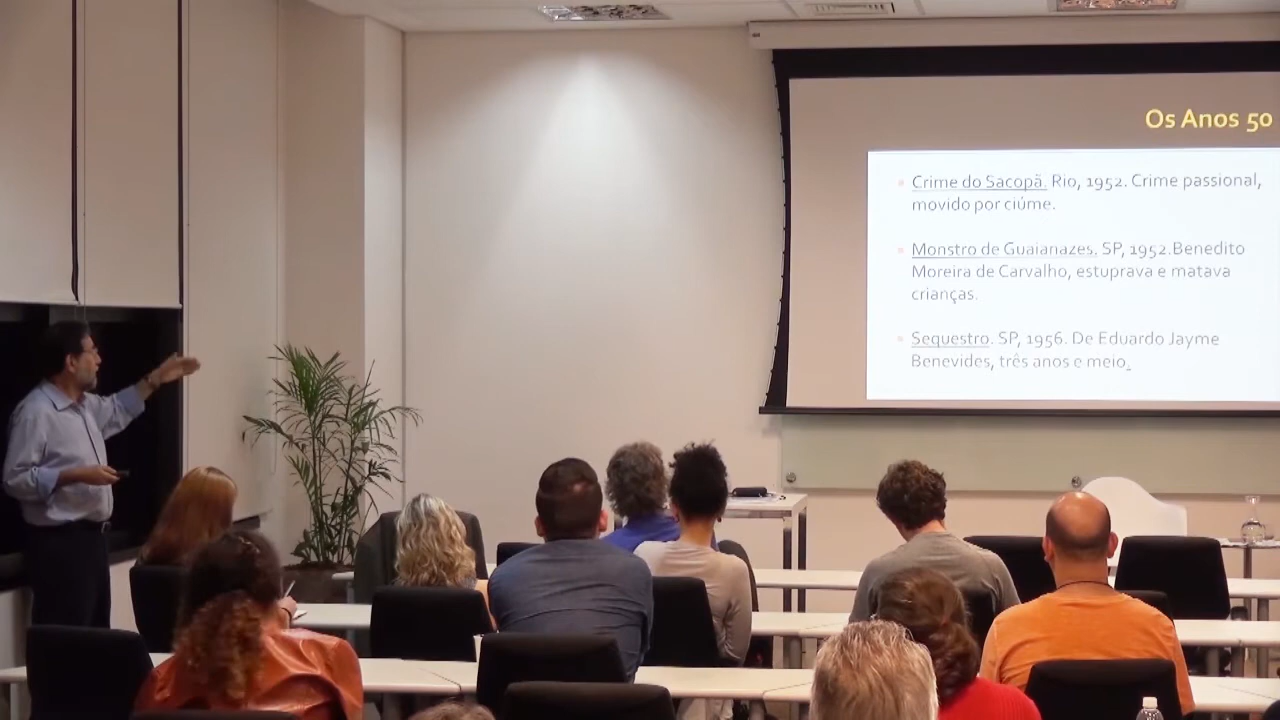 Os Anos 50
Crime do Sacopã. Rio, 1952. Crime passional,
movido por ciúme.
Monstro de Guaianazes. SP, 1952.Benedito
Moreira de Carvalho, estuprava e matava
crianças.
Sequestro. SP, 1956. De Eduardo Jayme
Benevides, três anos e meio.